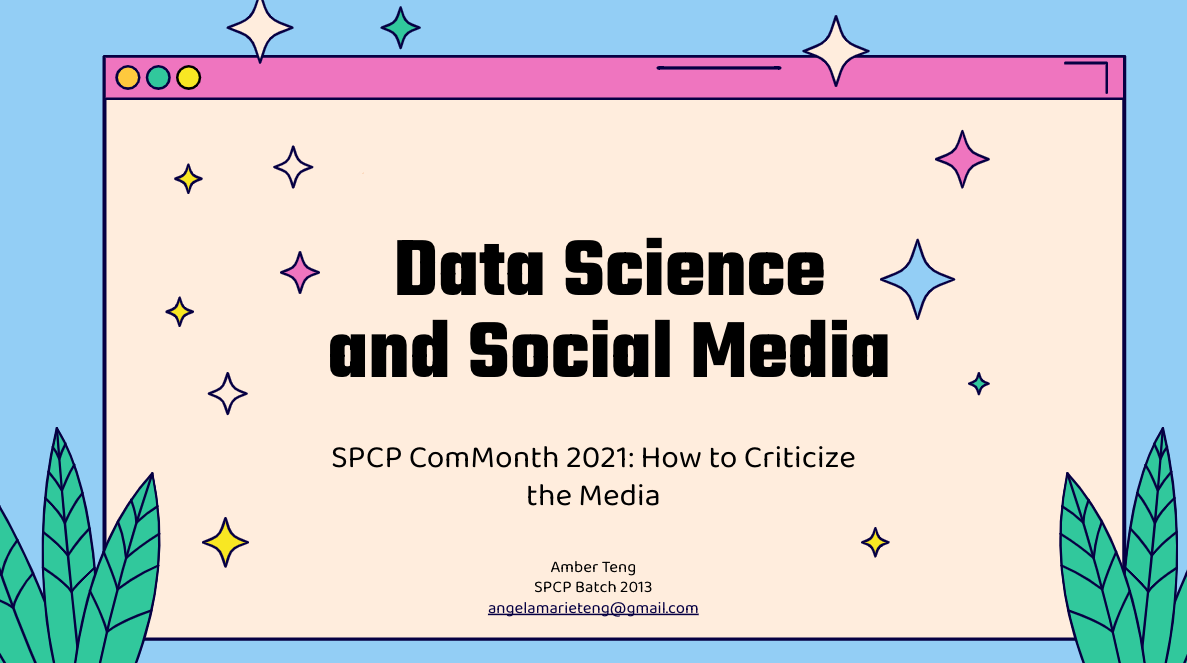 Data Science
and Social Media
SPCP ComMonth 2021: How to Criticize
the Media
Amber Teng
SPCP Batch 2013
angelamarieteng@gmail.com